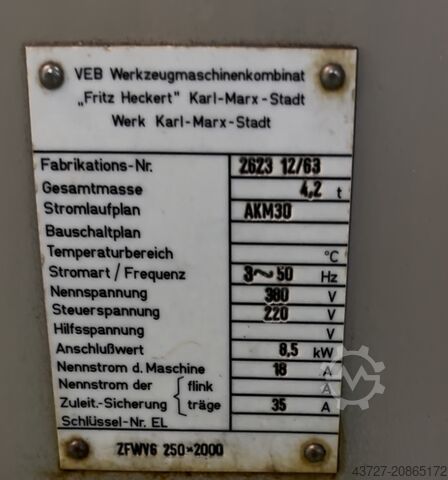 VEB Werkzeugmaschinenkombinat
„Fritz Heckert" Karl-Marx-Stadt
Werk Karl-Marx-Stadt
Fabrikations-Nr. 2623 12/63
Gesamtmasse 4,2 t
Stromlaufplan AKM30
Bauschaltplan
Temperaturbereich °C
Stromart / Frequenz 3~50 Hz
Nennspannung 380 V
Steuerspannung 220 V
Hilfsspannung V
Anschlußwert 8,5 kW
Nennstrom d. Maschine 18 A
Nennstrom der { flink A
Zuleit.-Sicherung { träge 35 A
Schlüssel-Nr. EL
ZFWVG 250×2000
43727-20865172